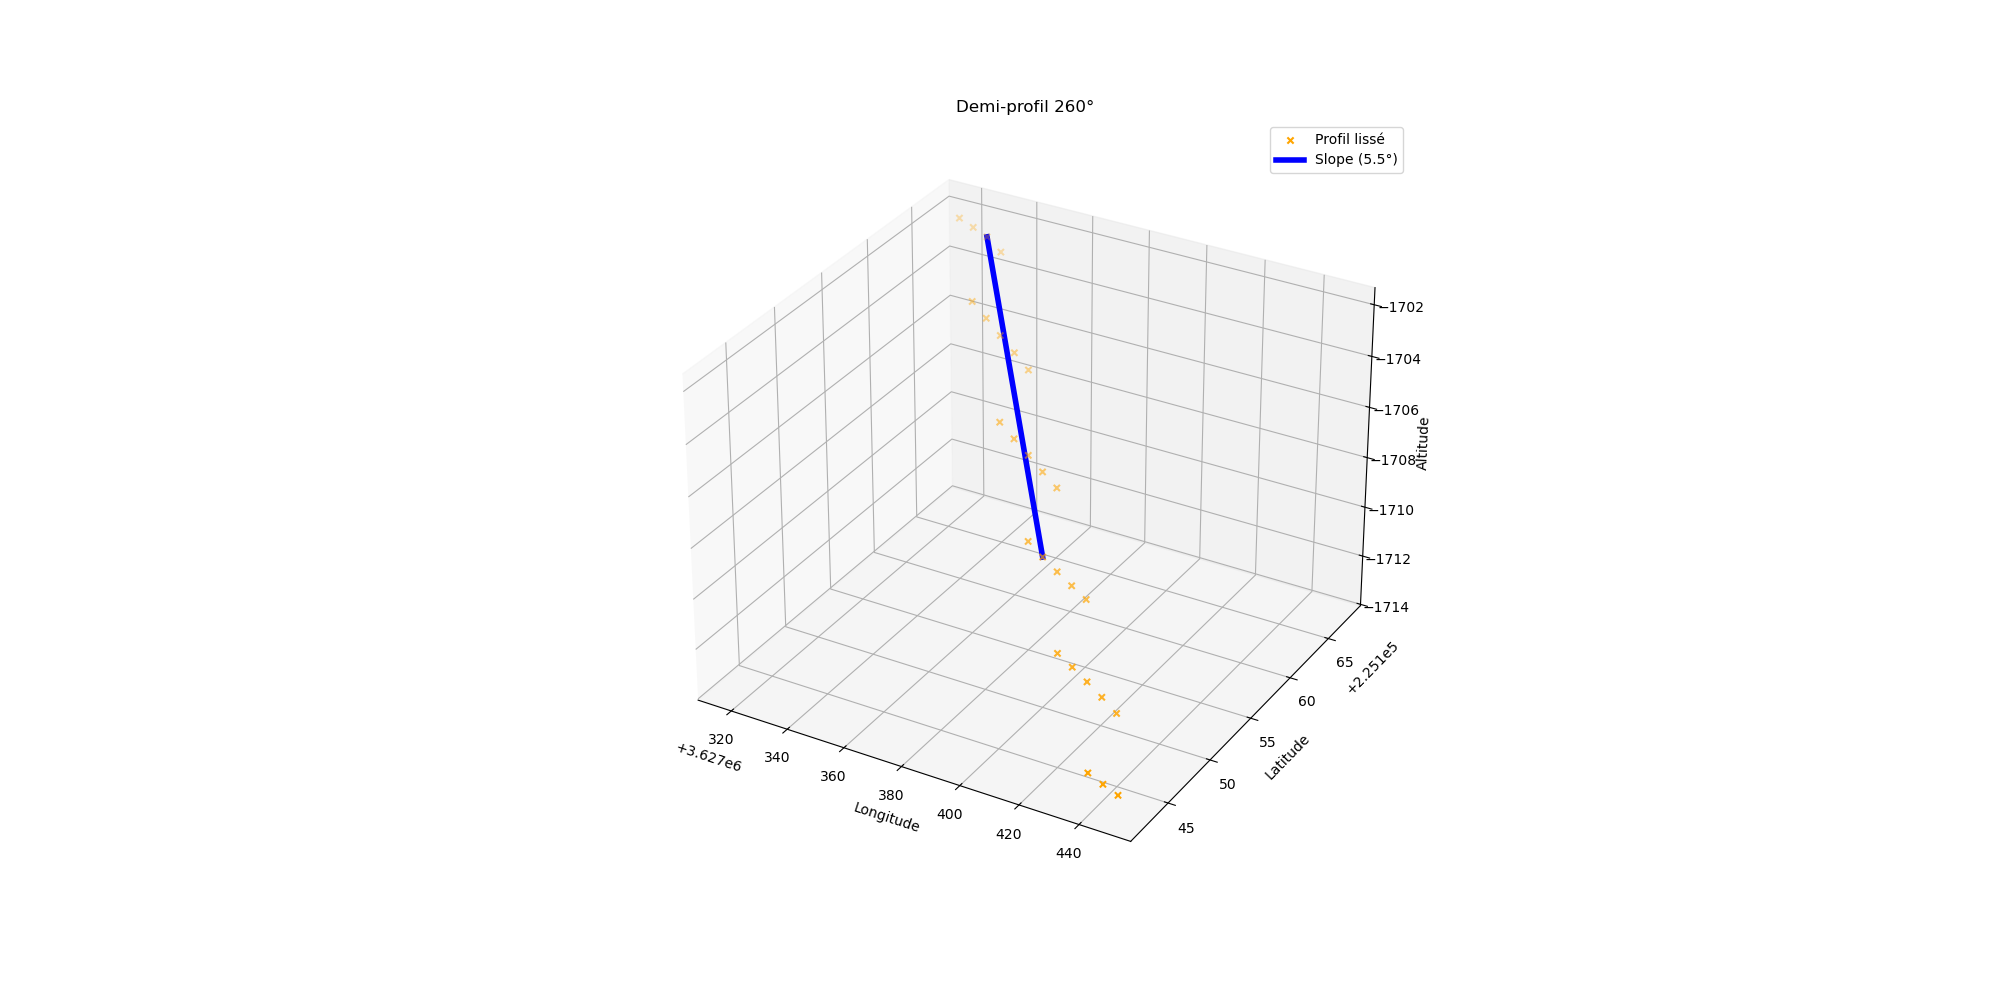 Demi-profil 260°
Profil lissé
Slope (5.5°)
−1702
−1704
−1706
−1708
−1710
−1712
−1714
Altitude
65
60
55
50
45
+2.251e5
Latitude
320
340
360
380
400
420
440
+3.627e6
Longitude